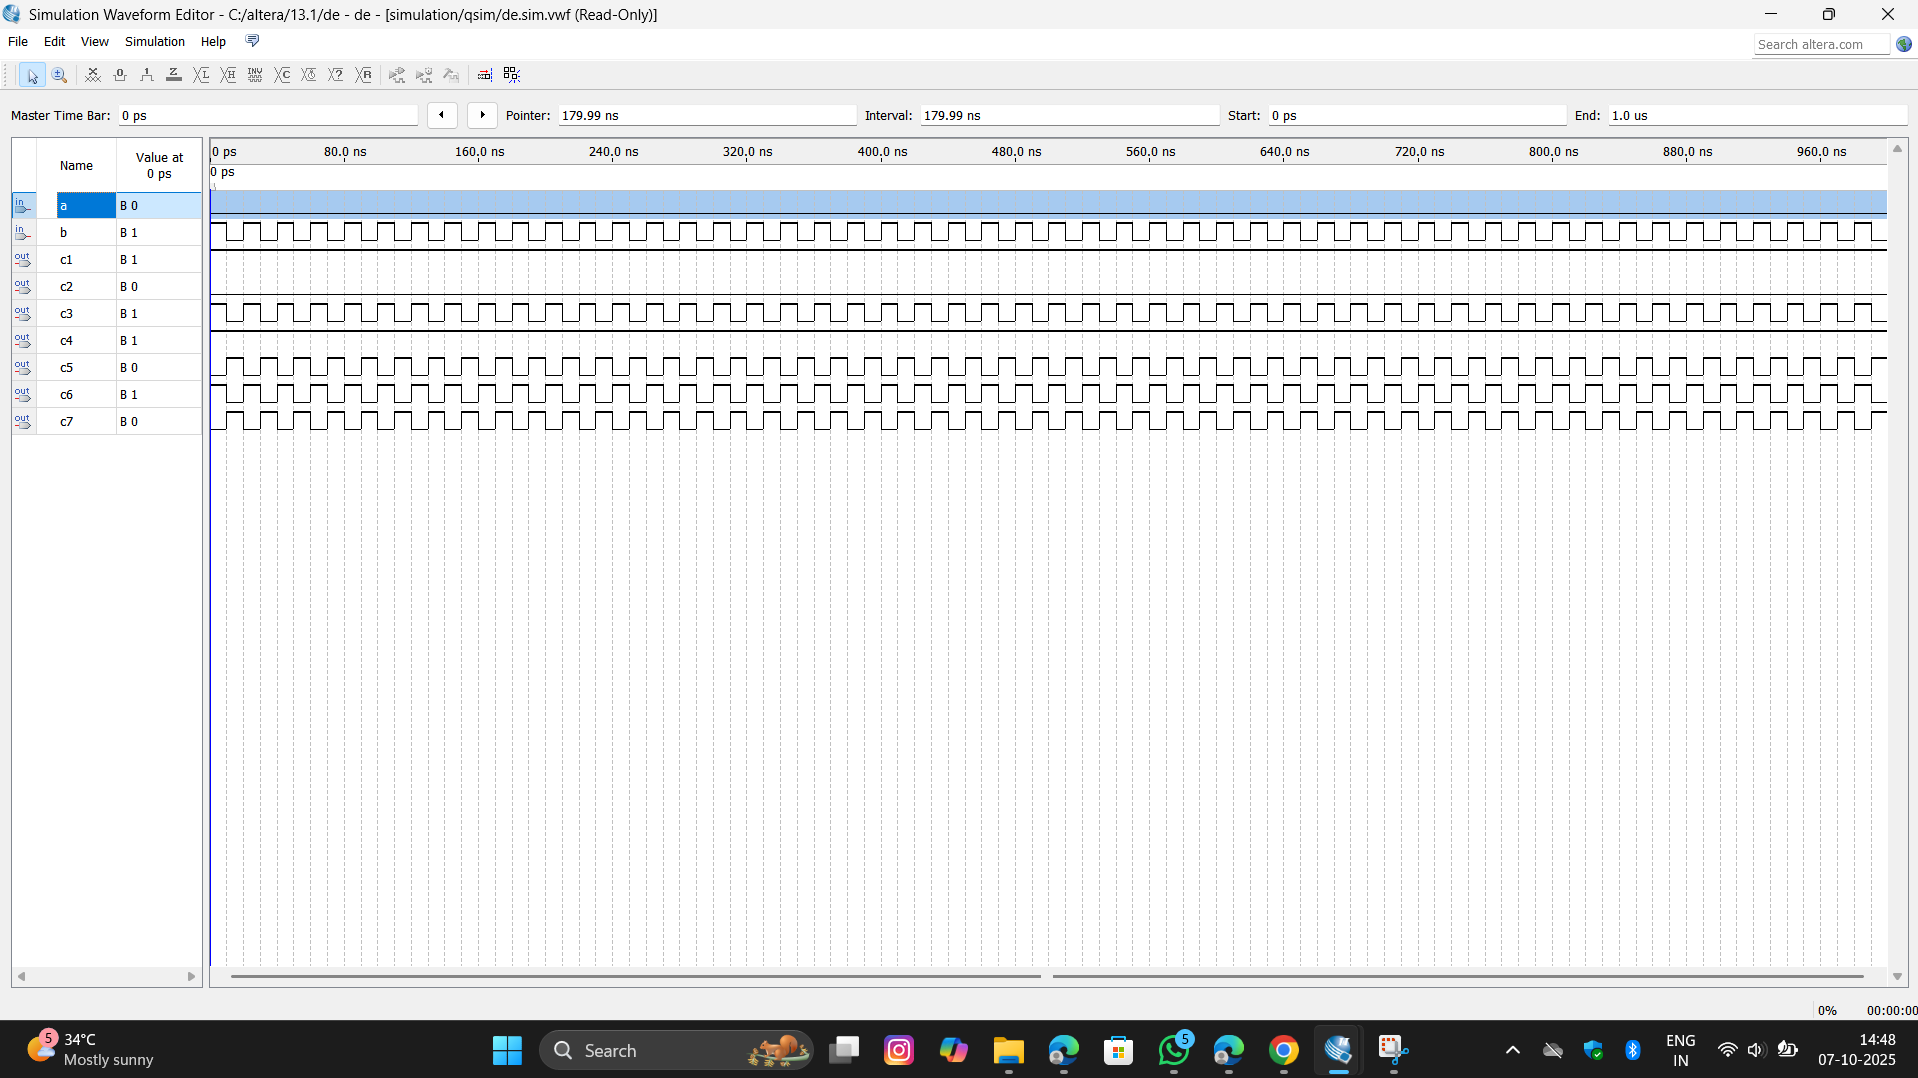 Simulation Waveform Editor - C:/altera/13.1/de - de - [simulation/qsim/de.sim.vwf (Read-Only)]
File Edit View Simulation Help
Search altera.com
Master Time Bar: 0 ps Pointer: 179.99 ns Interval: 179.99 ns Start: 0 ps End: 1.0 us
Name Value at 0 ps
0 ps 80.0 ns 160.0 ns 240.0 ns 320.0 ns 400.0 ns 480.0 ns 560.0 ns 640.0 ns 720.0 ns 800.0 ns 880.0 ns 960.0 ns
0 ps
in a B 0
in b B 1
out c1 B 1
out c2 B 0
out c3 B 1
out c4 B 1
out c5 B 0
out c6 B 1
out c7 B 0
0% 00:00:00
5 34°C
Mostly sunny
Search
5
ENG
IN
14:48
07-10-2025